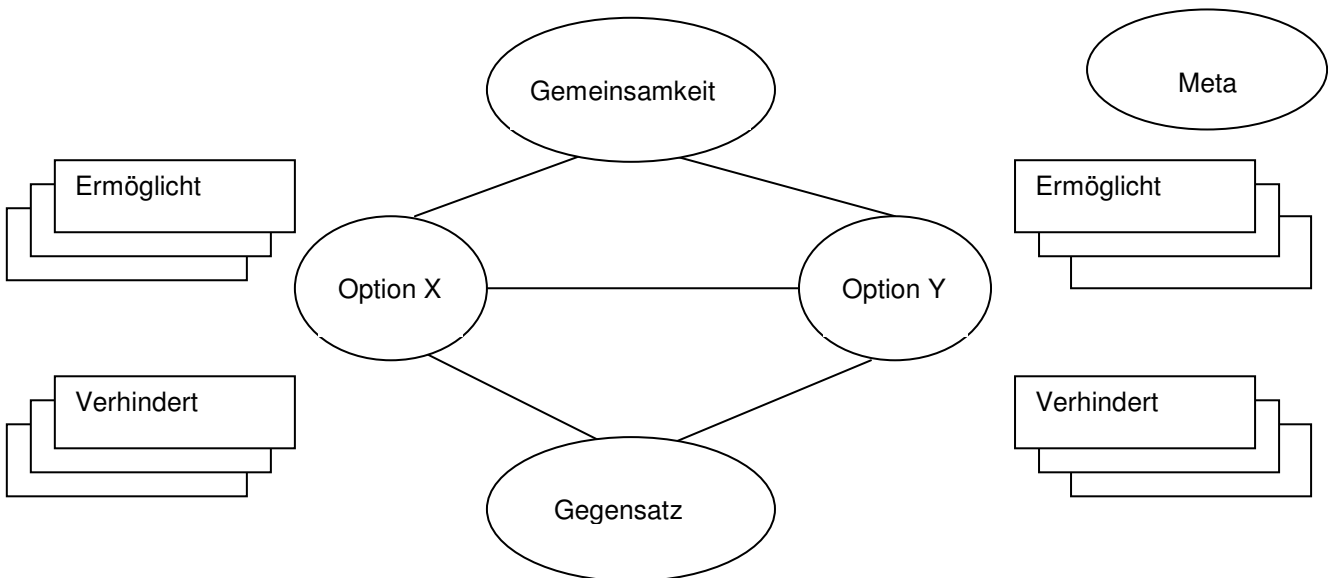 Gemeinsamkeit
Meta
Ermöglicht
Ermöglicht
Option X
Option Y
Verhindert
Verhindert
Gegensatz